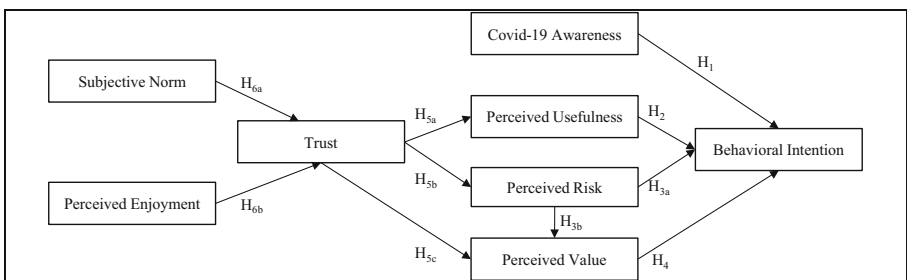 Covid-19 Awareness
H1
Subjective Norm
H6a
H5a
Perceived Usefulness
H2
Trust
Behavioral Intention
H5b
Perceived Risk
H3a
Perceived Enjoyment
H6b
H3b
H5c
Perceived Value
H4